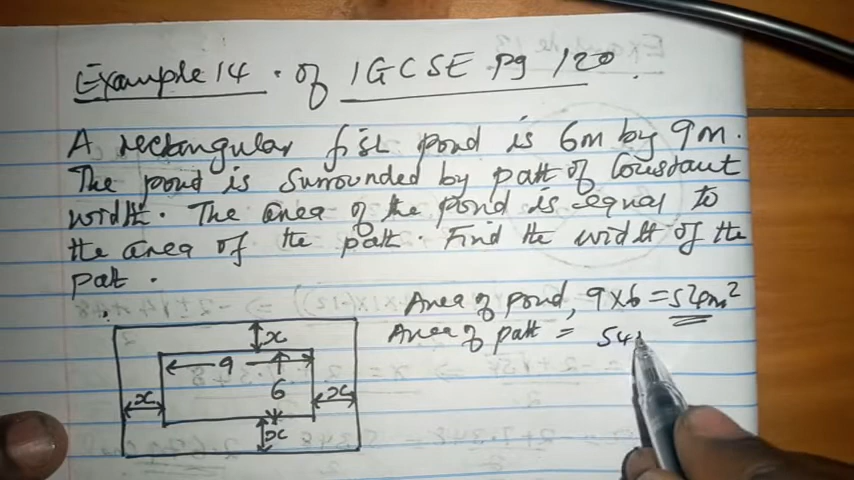 Example 14 . of IGCSE Pg 120.
A rectangular fish pond is 6m by 9m.
The pond is surrounded by path of Constant
width. The area of the pond is equal to
the area of the path. Find the width of the
path.
Area of pond, 9x6 = 54m²
Area of path = 54
x
9
6
x
x
x